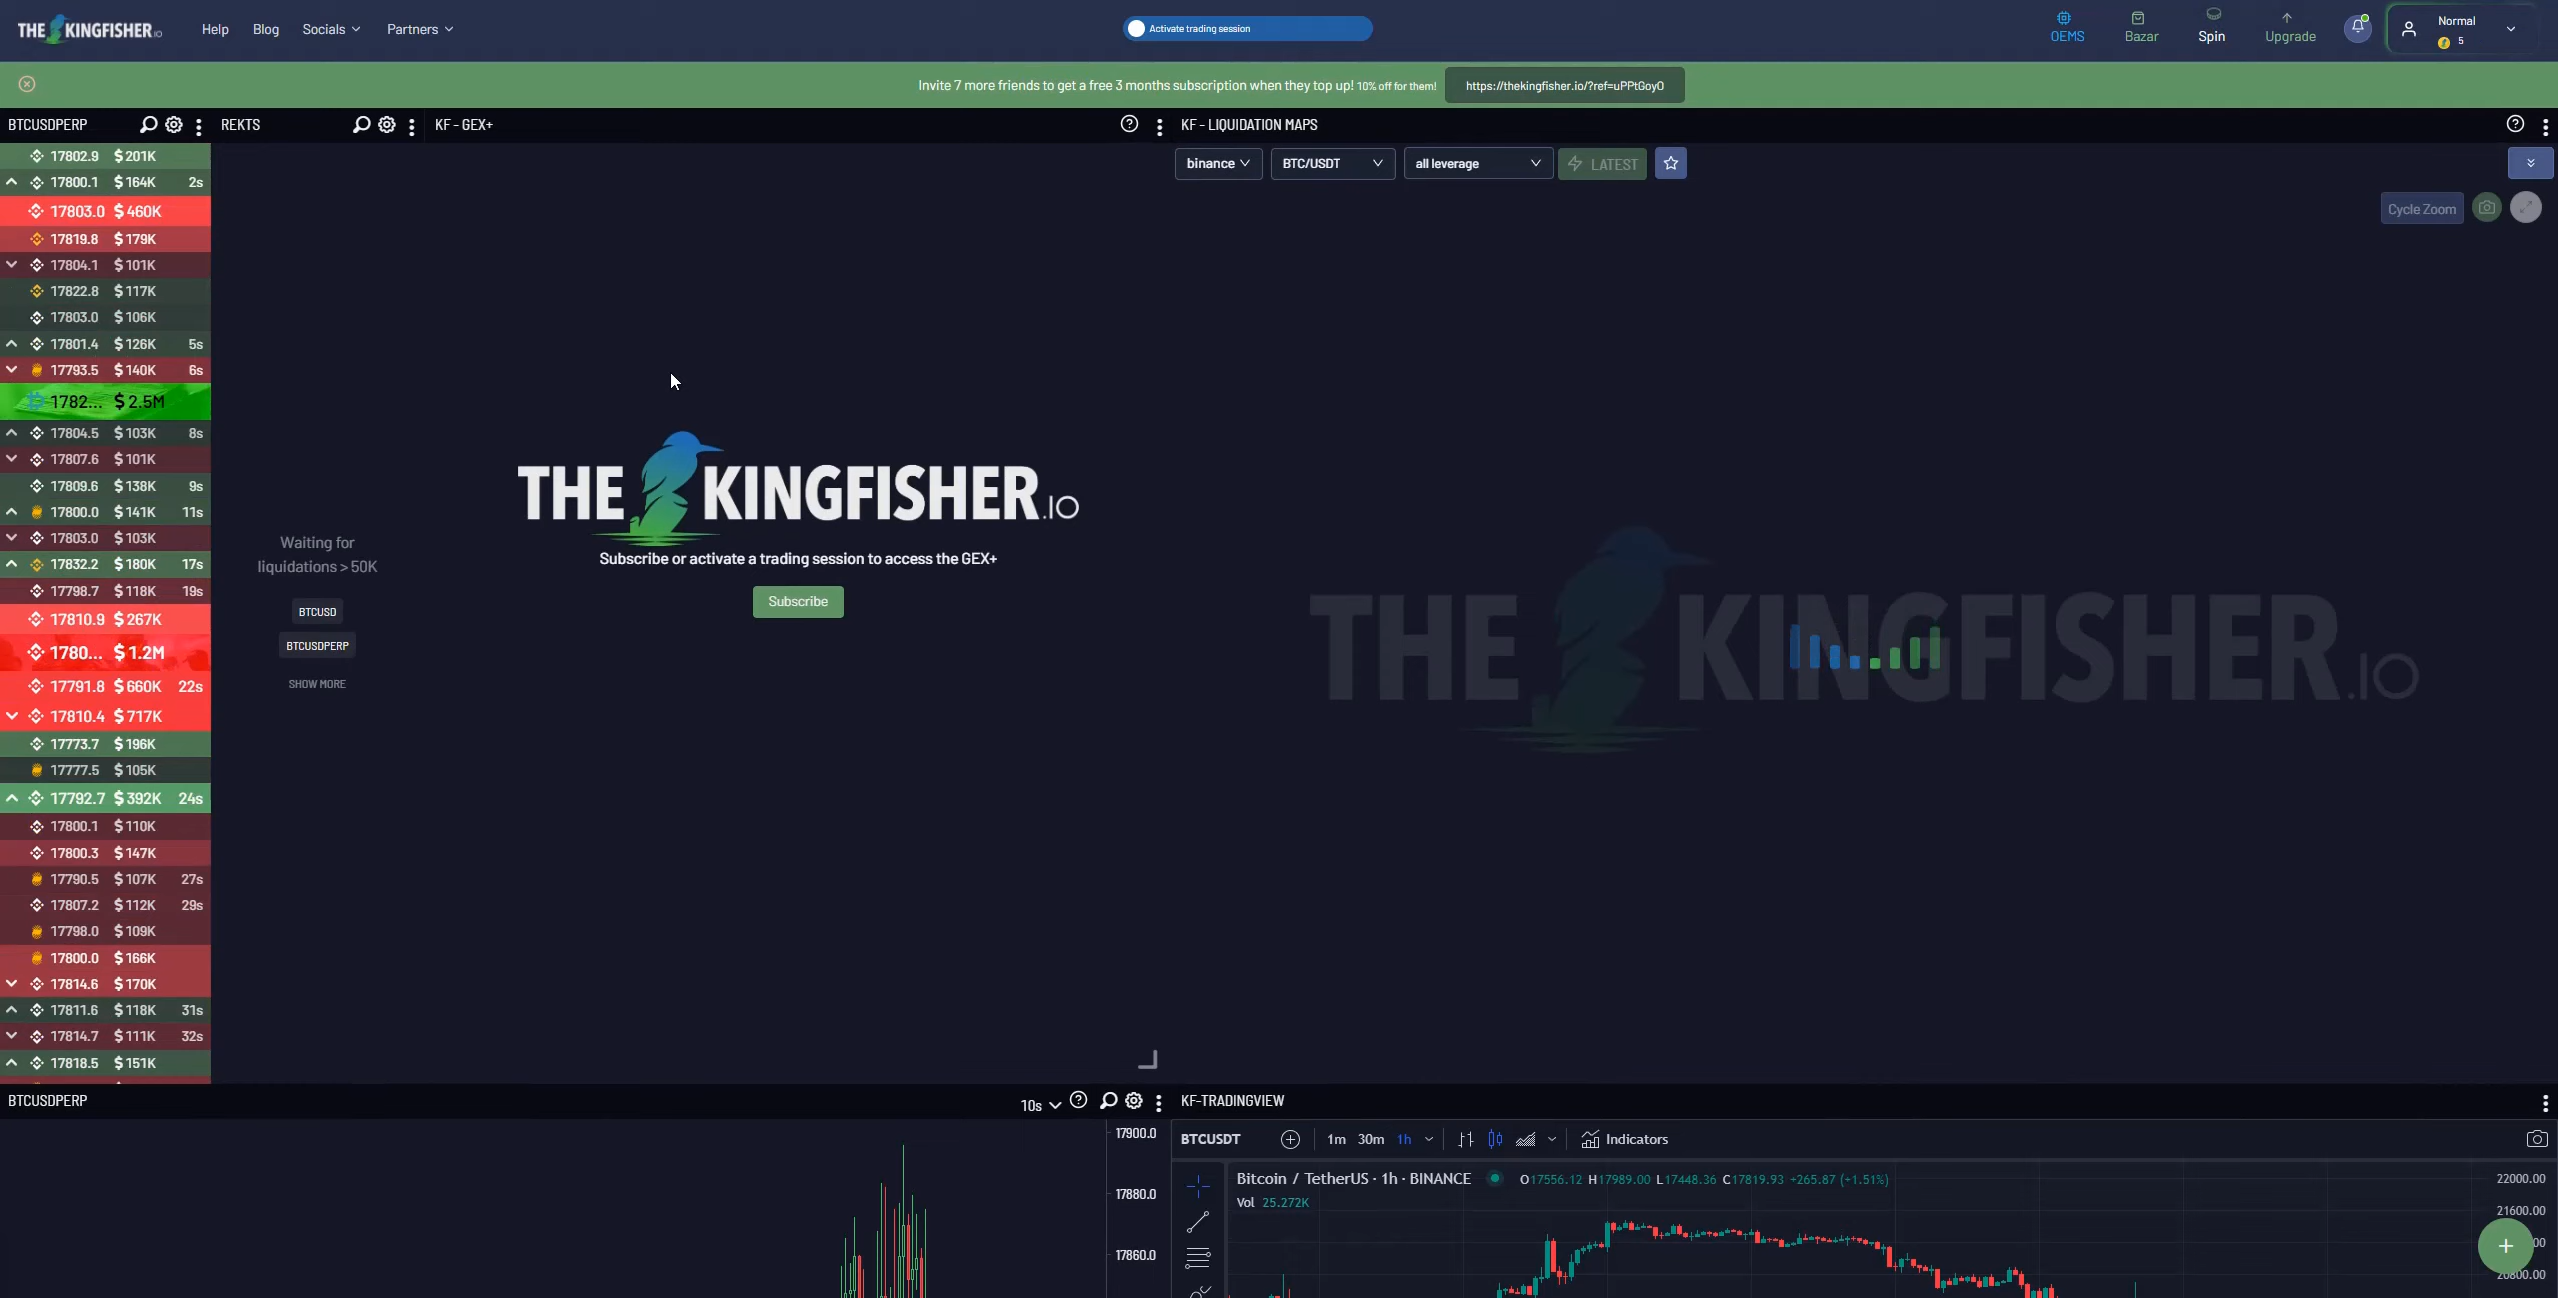 THE KINGFISHER.IO
Help Blog Socials Partners
Activate trading session
OEMS Bazar Spin Upgrade
Normal
5
Invite 7 more friends to get a free 3 months subscription when they top up! 10% off for them! https://thekingfisher.io/?ref=uPPtGoyO
BTCUSDPERP
17802.9 $201K
17800.1 $164K 2s
17803.0 $460K
17819.8 $179K
17804.1 $101K
17822.8 $117K
17803.0 $106K
17801.4 $126K 5s
17793.5 $140K 6s
1782... $2.5M
17804.5 $103K 8s
17807.6 $101K
17809.6 $138K 9s
17800.0 $141K 11s
17803.0 $103K
17832.2 $180K 17s
17798.7 $118K 19s
17810.9 $267K
1780... $1.2M
17791.8 $660K 22s
17810.4 $717K
17773.7 $196K
17777.5 $105K
17792.7 $392K 24s
17800.1 $110K
17800.3 $147K
17790.5 $107K 27s
17807.2 $112K 29s
17798.0 $109K
17800.0 $166K
17814.6 $170K
17811.6 $118K 31s
17814.7 $111K 32s
17818.5 $151K
REKTS
Waiting for
liquidations > 50K
BTCUSD
BTCUSDPERP
SHOW MORE
KF - GEX+
THE KINGFISHER.IO
Subscribe or activate a trading session to access the GEX+
Subscribe
KF - LIQUIDATION MAPS
binance BTC/USDT all leverage LATEST
Cycle Zoom
THE KINGFISHER.IO
BTCUSDPERP
10s
17900.0
17880.0
17860.0
KF-TRADINGVIEW
BTCUSDT 1m 30m 1h Indicators
Bitcoin / TetherUS · 1h · BINANCE O17556.12 H17989.00 L17448.36 C17819.93 +265.87 (+1.51%)
Vol 25.272K
22000.00
21600.00
20800.00